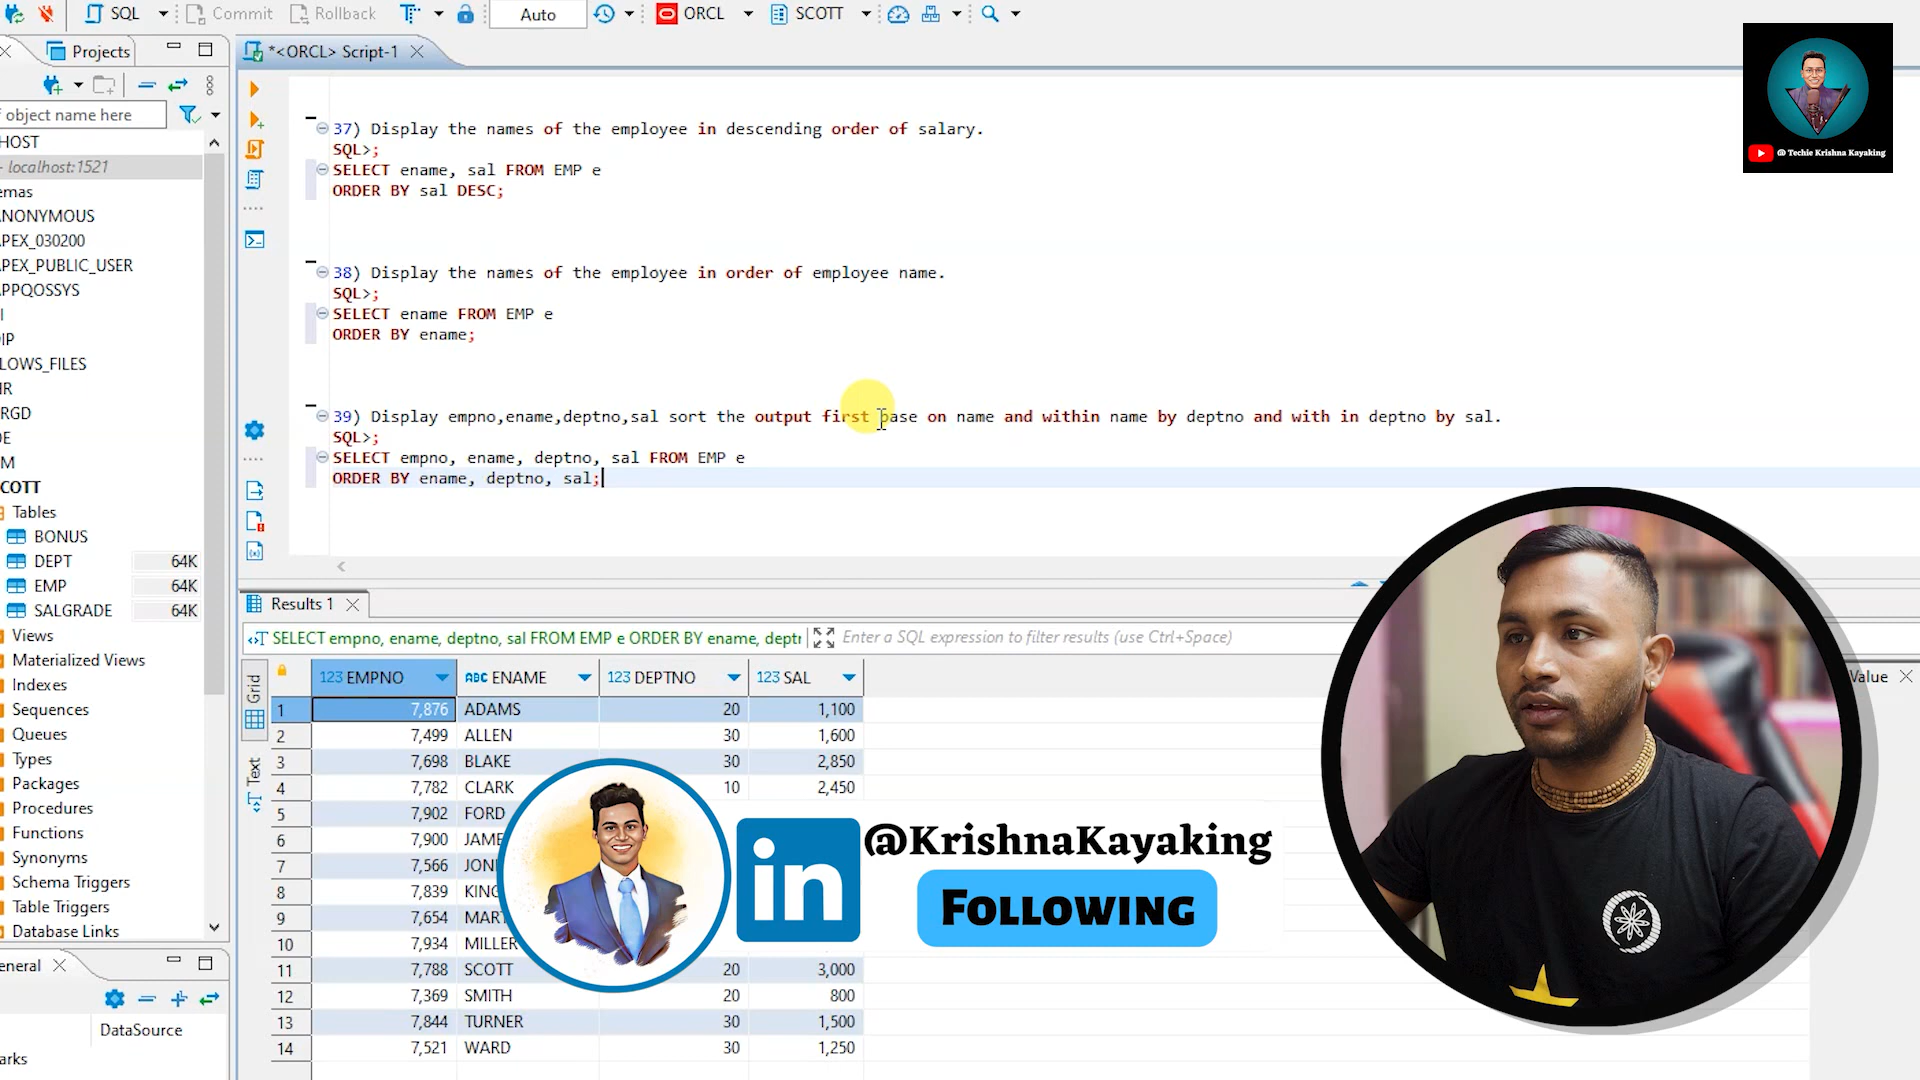 SQL
Commit
Rollback
Auto
ORCL
SCOTT
Projects
*<ORCL> Script-1
object name here
HOST
- localhost:1521
emas
NONYMOUS
PEX_030200
PEX_PUBLIC_USER
PPQOSSYS
I
IP
LOWS_FILES
R
RGD
DE
M
COTT
Tables
BONUS
DEPT 64K
EMP 64K
SALGRADE 64K
Views
Materialized Views
Indexes
Sequences
Queues
Types
Packages
Procedures
Functions
Synonyms
Schema Triggers
Table Triggers
Database Links
eneral
DataSource
arks
37) Display the names of the employee in descending order of salary.
SQL>;
SELECT ename, sal FROM EMP e
ORDER BY sal DESC;
38) Display the names of the employee in order of employee name.
SQL>;
SELECT ename FROM EMP e
ORDER BY ename;
39) Display empno,ename,deptno,sal sort the output first base on name and within name by deptno and with in deptno by sal.
SQL>;
SELECT empno, ename, deptno, sal FROM EMP e
ORDER BY ename, deptno, sal;
@ Techie Krishna Kayaking
Results 1
SELECT empno, ename, deptno, sal FROM EMP e ORDER BY ename, dept
Enter a SQL expression to filter results (use Ctrl+Space)
Grid
Text
Value
123 EMPNO ABC ENAME 123 DEPTNO 123 SAL
1 7,876 ADAMS 20 1,100
2 7,499 ALLEN 30 1,600
3 7,698 BLAKE 30 2,850
4 7,782 CLARK 10 2,450
5 7,902 FORD
6 7,900 JAME
7 7,566 JON
8 7,839 KING
9 7,654 MART
10 7,934 MILLER
11 7,788 SCOTT 20 3,000
12 7,369 SMITH 20 800
13 7,844 TURNER 30 1,500
14 7,521 WARD 30 1,250
in
@KrishnaKayaking
FOLLOWING